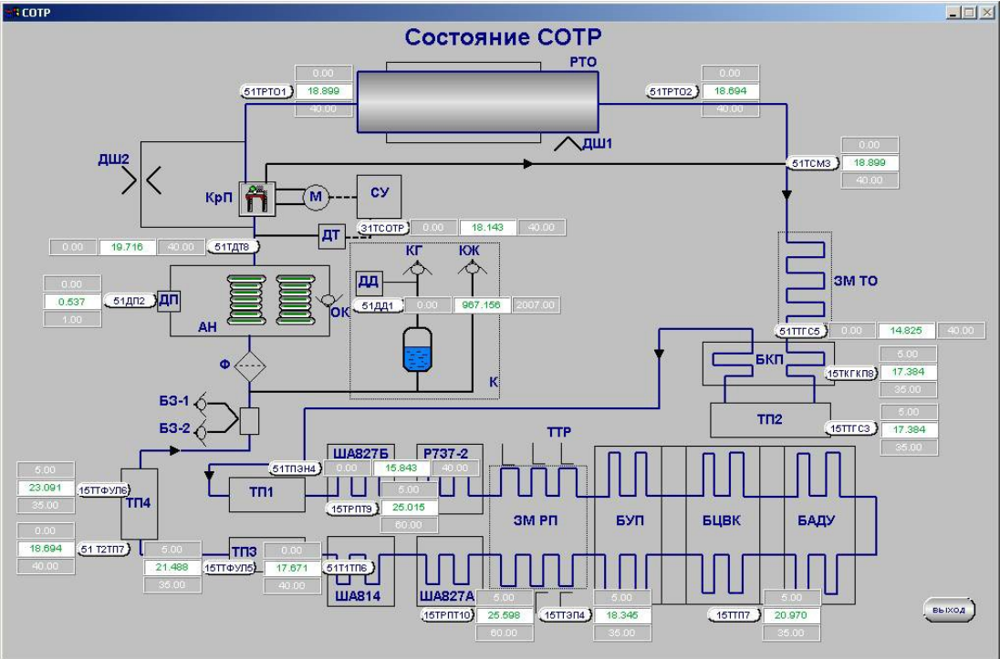 СОТР
Состояние СОТР
РТО
0.00
51ТРТО1
18.899
40.00
0.00
51ТРТО2
18.694
40.00
ДШ1
ДШ2
0.00
51ТСМ3
18.899
40.00
КрП
М
СУ
ДТ
31ТСОТР
0.00
18.143
40.00
0.00
19.716
40.00
51ТДТ8
КГ
КЖ
ДД
0.00
51ДП2
0.537
1.00
ДП
АН
ОК
51ДД1
0.00
967.156
2007.00
К
ЗМ ТО
51ТТГС5
0.00
14.825
40.00
БКП
5.00
15ТКГКП8
17.384
35.00
Ф
БЗ-1
БЗ-2
ТП2
5.00
15ТТГС3
17.384
35.00
ТТР
ША827Б
Р737-2
51ТПЭН4
0.00
15.843
40.00
5.00
23.091
35.00
15ТТФУЛ6
ТП4
ТП1
5.00
15ТРПТ9
25.015
60.00
ЗМ РП
БУП
БЦВК
БАДУ
0.00
18.694
40.00
51 Т2ТП7
5.00
21.488
35.00
15ТТФУЛ5
ТП3
0.00
17.671
40.00
51Т1ТП6
ША814
ША827А
15ТРПТ10
5.00
25.598
60.00
15ТТЭП4
5.00
18.345
35.00
15ТТП7
5.00
20.970
35.00
выход